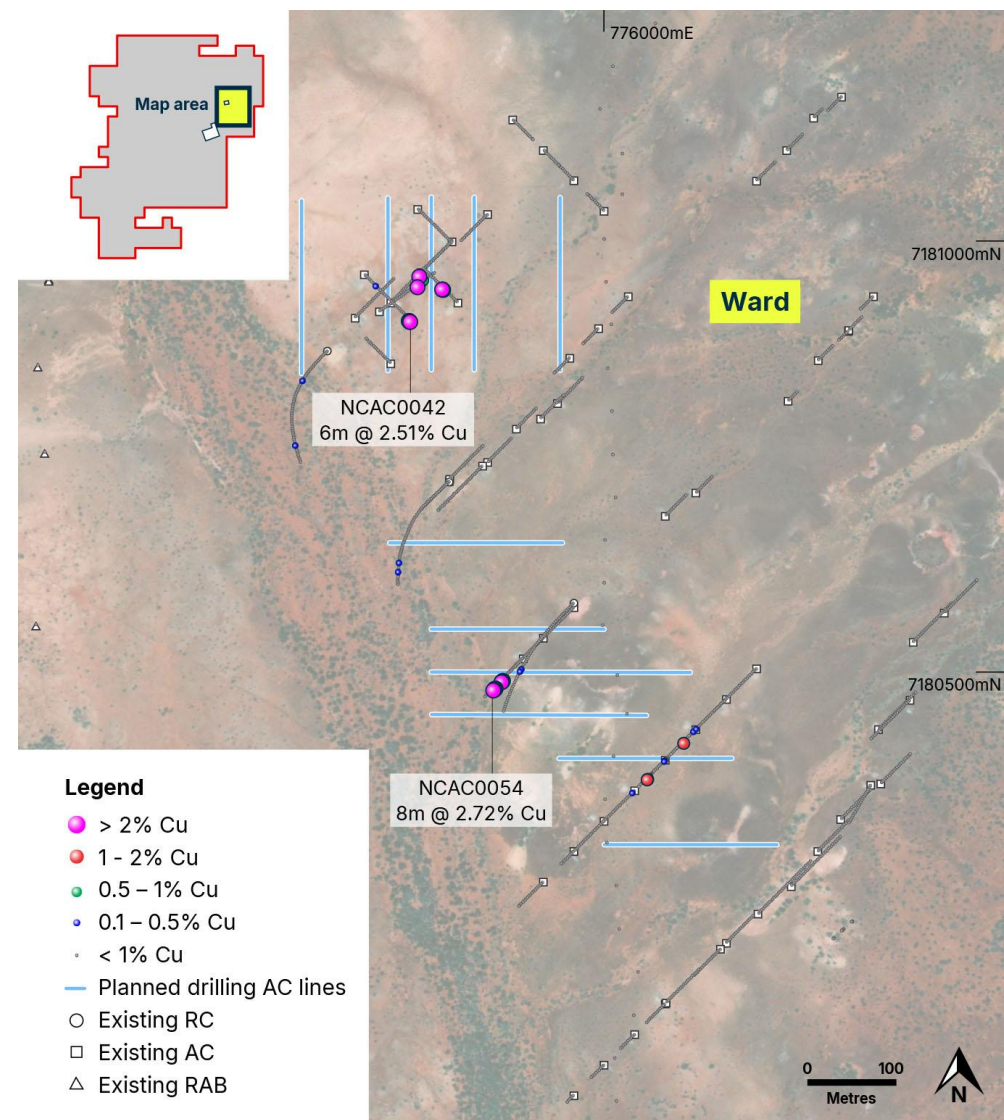 776000mE
Map area
7181000mN
Ward
NCAC0042
6m @ 2.51% Cu
7180500mN
NCAC0054
8m @ 2.72% Cu
Legend
> 2% Cu
1 - 2% Cu
0.5 – 1% Cu
0.1 – 0.5% Cu
< 1% Cu
Planned drilling AC lines
Existing RC
Existing AC
Existing RAB
0 100
Metres
N